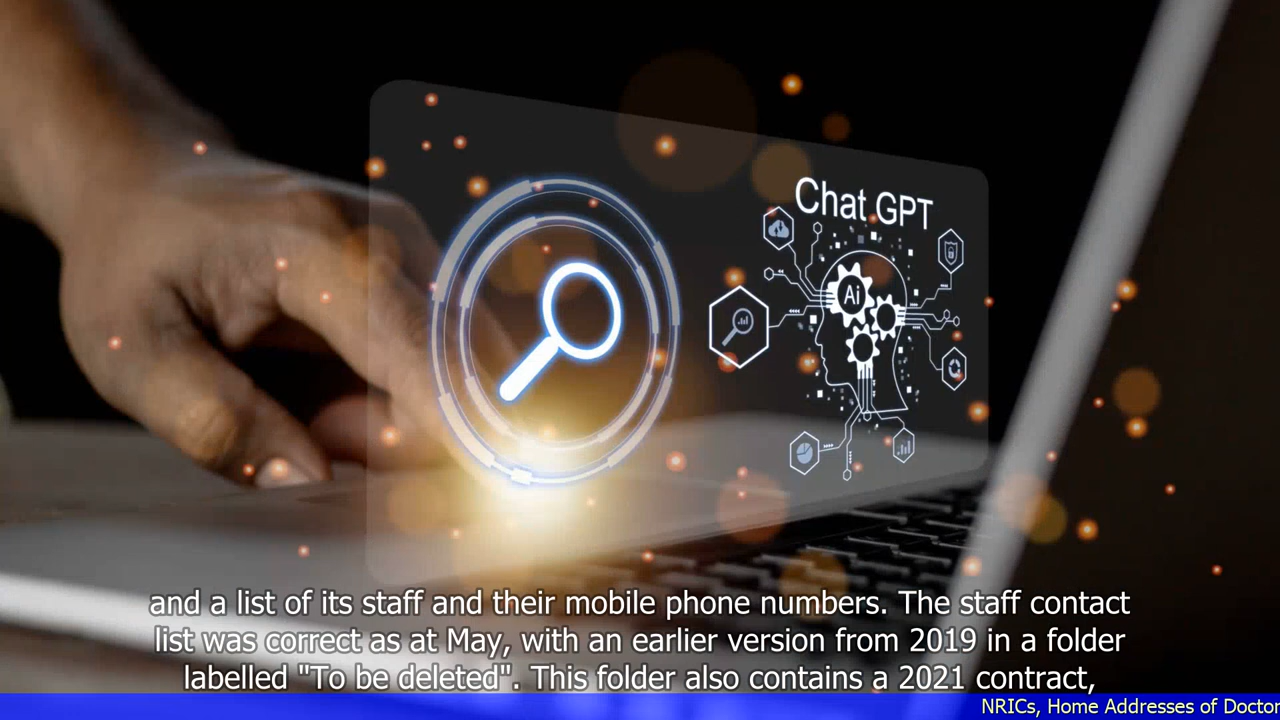 Chat GPT
Ai
and a list of its staff and their mobile phone numbers. The staff contact
list was correct as at May, with an earlier version from 2019 in a folder
labelled "To be deleted". This folder also contains a 2021 contract,
NRICs, Home Addresses of Doctor